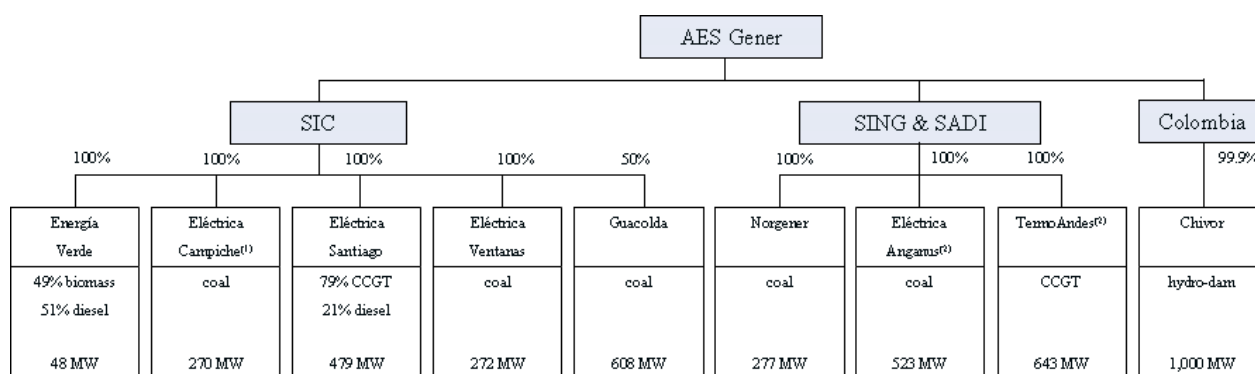 AES Gener
SIC
SING & SADI
Colombia
100%
100%
100%
100%
50%
100%
100%
100%
99.9%
Energía
Verde
49% biomass
51% diesel
48 MW
Eléctrica
Campiche(1)
coal
270 MW
Eléctrica
Santiago
79% CCGT
21% diesel
479 MW
Eléctrica
Ventanas
coal
272 MW
Guacolda
coal
608 MW
Norgener
coal
277 MW
Eléctrica
Angamus(2)
coal
523 MW
TermoAndes(2)
CCGT
643 MW
Chivor
hydro-dam
1,000 MW